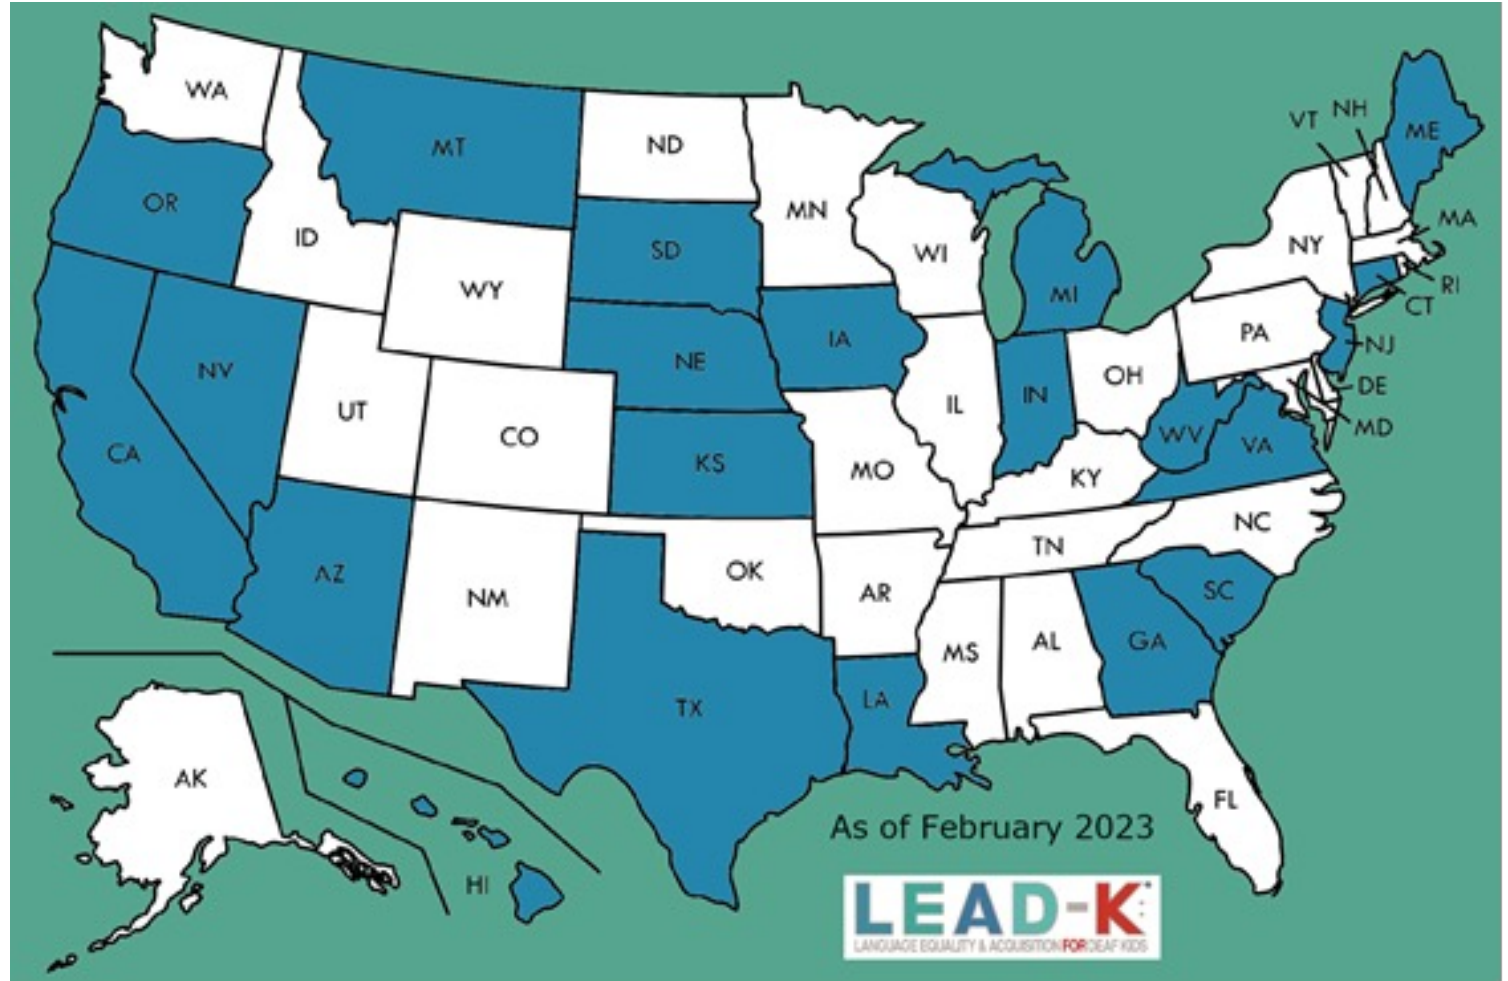 WA
MT
ND
MN
VT
NH
ME
OR
ID
SD
WI
NY
MA
WY
MI
RI
CT
NV
NE
IA
PA
NJ
UT
CO
IL
IN
OH
DE
MD
CA
KS
MO
KY
WV
VA
AZ
NM
OK
AR
TN
NC
SC
MS
AL
GA
TX
LA
AK
FL
HI
As of February 2023
LEAD-K
LANGUAGE EQUALITY & ACQUISITION FOR DEAF KIDS